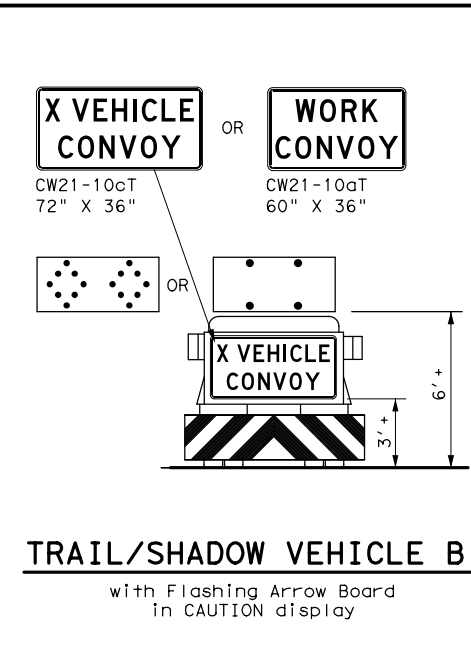 X VEHICLE
CONVOY
OR
WORK
CONVOY
CW21-10cT
72" X 36"
CW21-10aT
60" X 36"
OR
X VEHICLE
CONVOY
6'+
3'+
TRAIL/SHADOW VEHICLE B
with Flashing Arrow Board
in CAUTION display